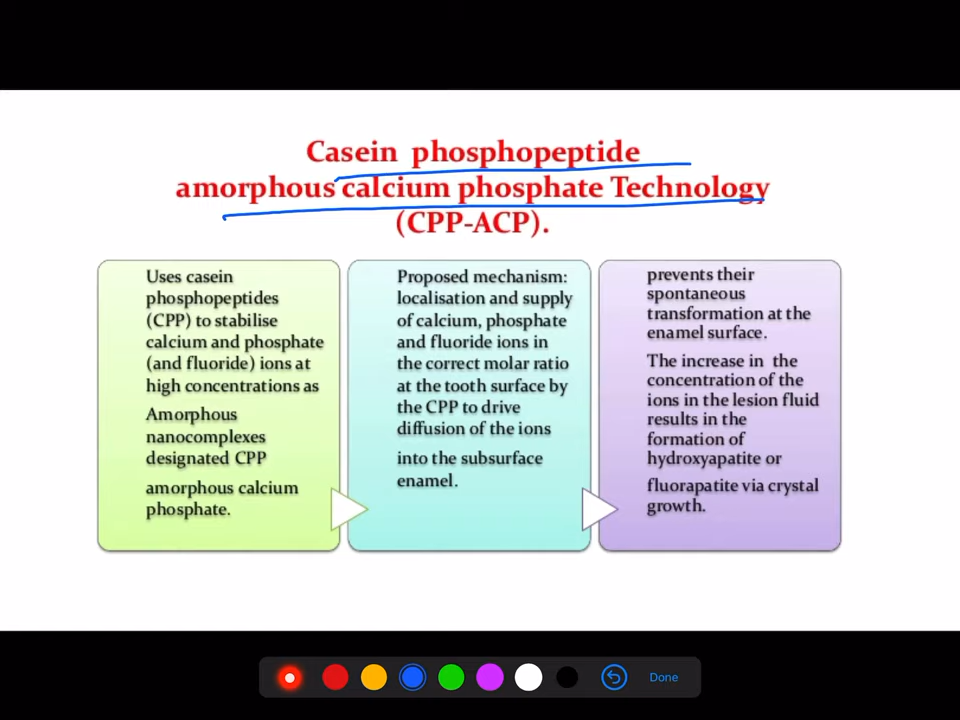 Casein phosphopeptide
amorphous calcium phosphate Technology
(CPP-ACP).
Uses casein
phosphopeptides
(CPP) to stabilise
calcium and phosphate
(and fluoride) ions at
high concentrations as
Amorphous
nanocomplexes
designated CPP
amorphous calcium
phosphate.
Proposed mechanism:
localisation and supply
of calcium, phosphate
and fluoride ions in
the correct molar ratio
at the tooth surface by
the CPP to drive
diffusion of the ions
into the subsurface
enamel.
prevents their
spontaneous
transformation at the
enamel surface.
The increase in the
concentration of the
ions in the lesion fluid
results in the
formation of
hydroxyapatite or
fluorapatite via crystal
growth.
Done